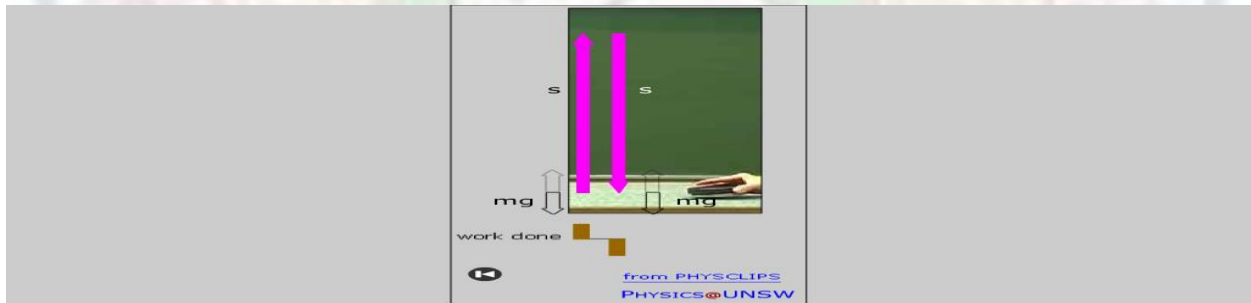 s s
mg mg
work done
from PHYSCLIPS
PHYSICS@UNSW